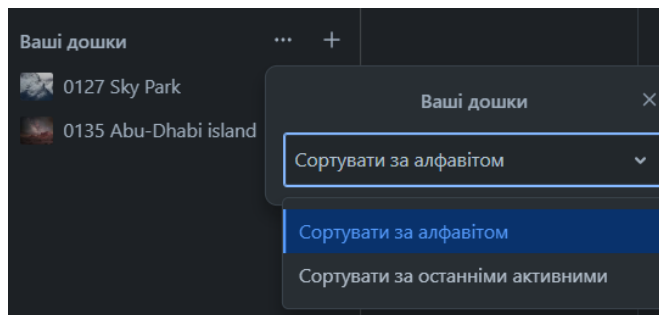 Ваші дошки
0127 Sky Park
0135 Abu-Dhabi island
Ваші дошки
Сортувати за алфавітом
Сортувати за алфавітом
Сортувати за останніми активними